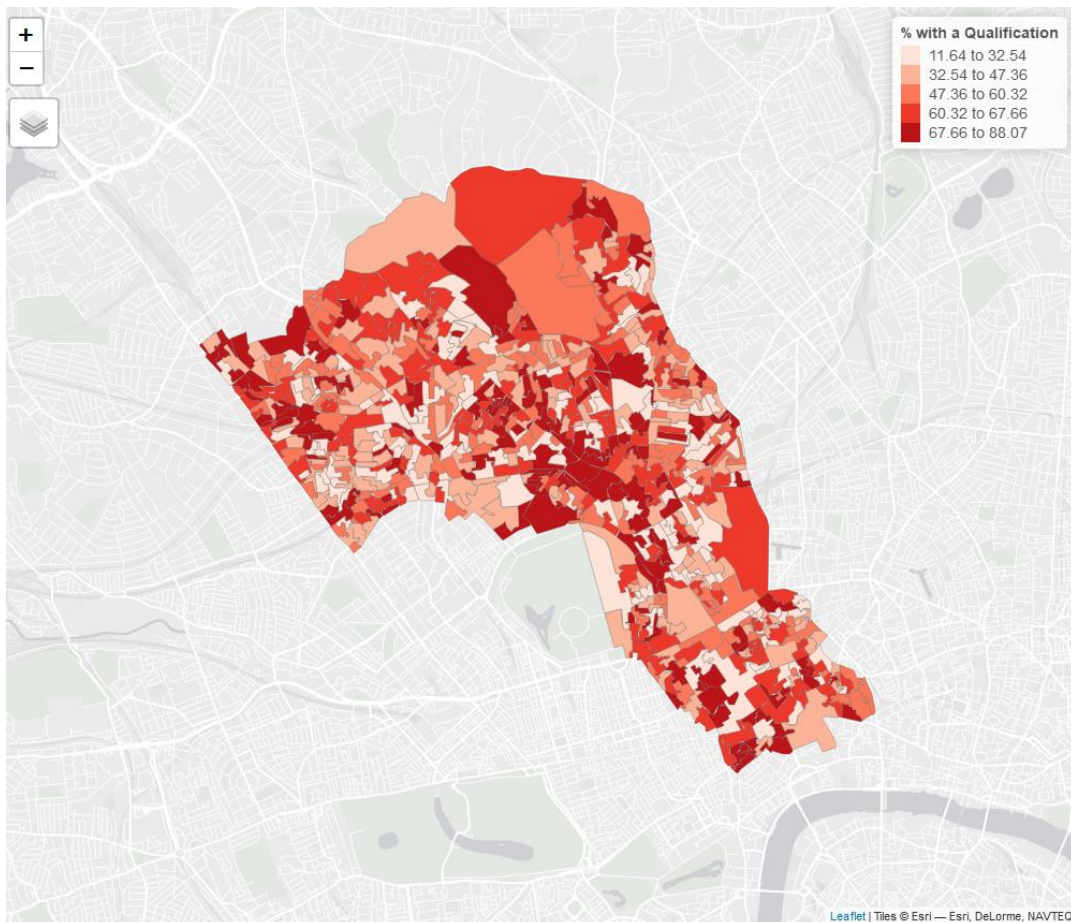 +
−
% with a Qualification
11.64 to 32.54
32.54 to 47.36
47.36 to 60.32
60.32 to 67.66
67.66 to 88.07
Leaflet | Tiles © Esri — Esri, DeLorme, NAVTEQ